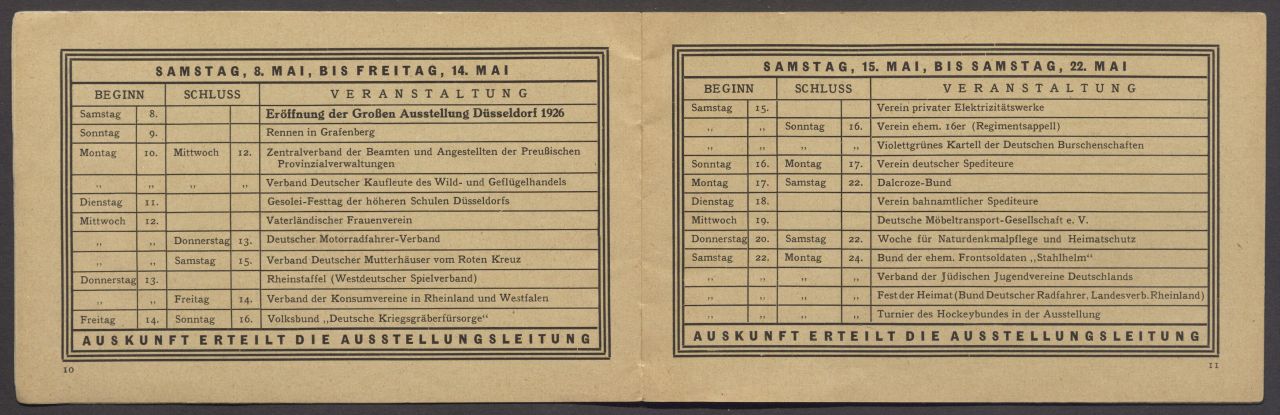 SAMSTAG, 8. MAI, BIS FREITAG, 14. MAI
BEGINN SCHLUSS VERANSTALTUNG
Samstag 8. Eröffnung der Großen Ausstellung Düsseldorf 1926
Sonntag 9. Rennen in Grafenberg
Montag 10. Mittwoch 12. Zentralverband der Beamten und Angestellten der Preußischen
Provinzialverwaltungen
„ „ „ „ Verband Deutscher Kaufleute des Wild- und Geflügelhandels
Dienstag 11. Gesolei-Festtag der höheren Schulen Düsseldorfs
Mittwoch 12. Vaterländischer Frauenverein
„ „ Donnerstag 13. Deutscher Motorradfahrer-Verband
„ „ Samstag 15. Verband Deutscher Mutterhäuser vom Roten Kreuz
Donnerstag 13. Rheinstaffel (Westdeutscher Spielverband)
„ „ Freitag 14. Verband der Konsumvereine in Rheinland und Westfalen
Freitag 14. Sonntag 16. Volksbund „Deutsche Kriegsgräberfürsorge“
AUSKUNFT ERTEILT DIE AUSSTELLUNGSLEITUNG
10
SAMSTAG, 15. MAI, BIS SAMSTAG, 22. MAI
BEGINN SCHLUSS VERANSTALTUNG
Samstag 15. Verein privater Elektrizitätswerke
„ „ Sonntag 16. Verein ehem. 16er (Regimentsappell)
„ „ „ „ Violettgrünes Kartell der Deutschen Burschenschaften
Sonntag 16. Montag 17. Verein deutscher Spediteure
Montag 17. Samstag 22. Dalcroze-Bund
Dienstag 18. Verein bahnamtlicher Spediteure
Mittwoch 19. Deutsche Möbeltransport-Gesellschaft e. V.
Donnerstag 20. Samstag 22. Woche für Naturdenkmalpflege und Heimatschutz
Samstag 22. Montag 24. Bund der ehem. Frontsoldaten „Stahlhelm“
„ „ „ „ Verband der Jüdischen Jugendvereine Deutschlands
„ „ „ „ Fest der Heimat (Bund Deutscher Radfahrer, Landesverb. Rheinland)
„ „ „ „ Turnier des Hockeybundes in der Ausstellung
AUSKUNFT ERTEILT DIE AUSSTELLUNGSLEITUNG
11